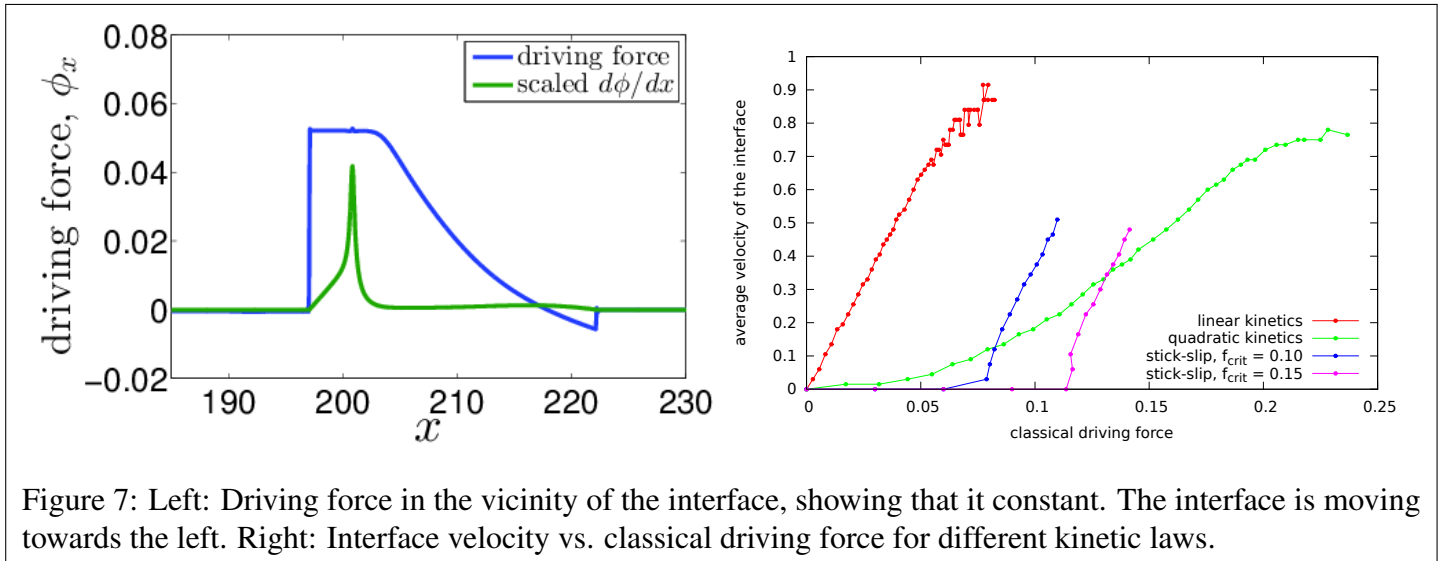 0.08
0.06
0.04
0.02
0
−0.02
driving force, ϕ_x
190
200
210
220
230
x
driving force
scaled dϕ/dx
1
0.9
0.8
0.7
0.6
0.5
0.4
0.3
0.2
0.1
0
average velocity of the interface
0
0.05
0.1
0.15
0.2
0.25
classical driving force
linear kinetics
quadratic kinetics
stick-slip, f_crit = 0.10
stick-slip, f_crit = 0.15
Figure 7: Left: Driving force in the vicinity of the interface, showing that it constant. The interface is moving
towards the left. Right: Interface velocity vs. classical driving force for different kinetic laws.